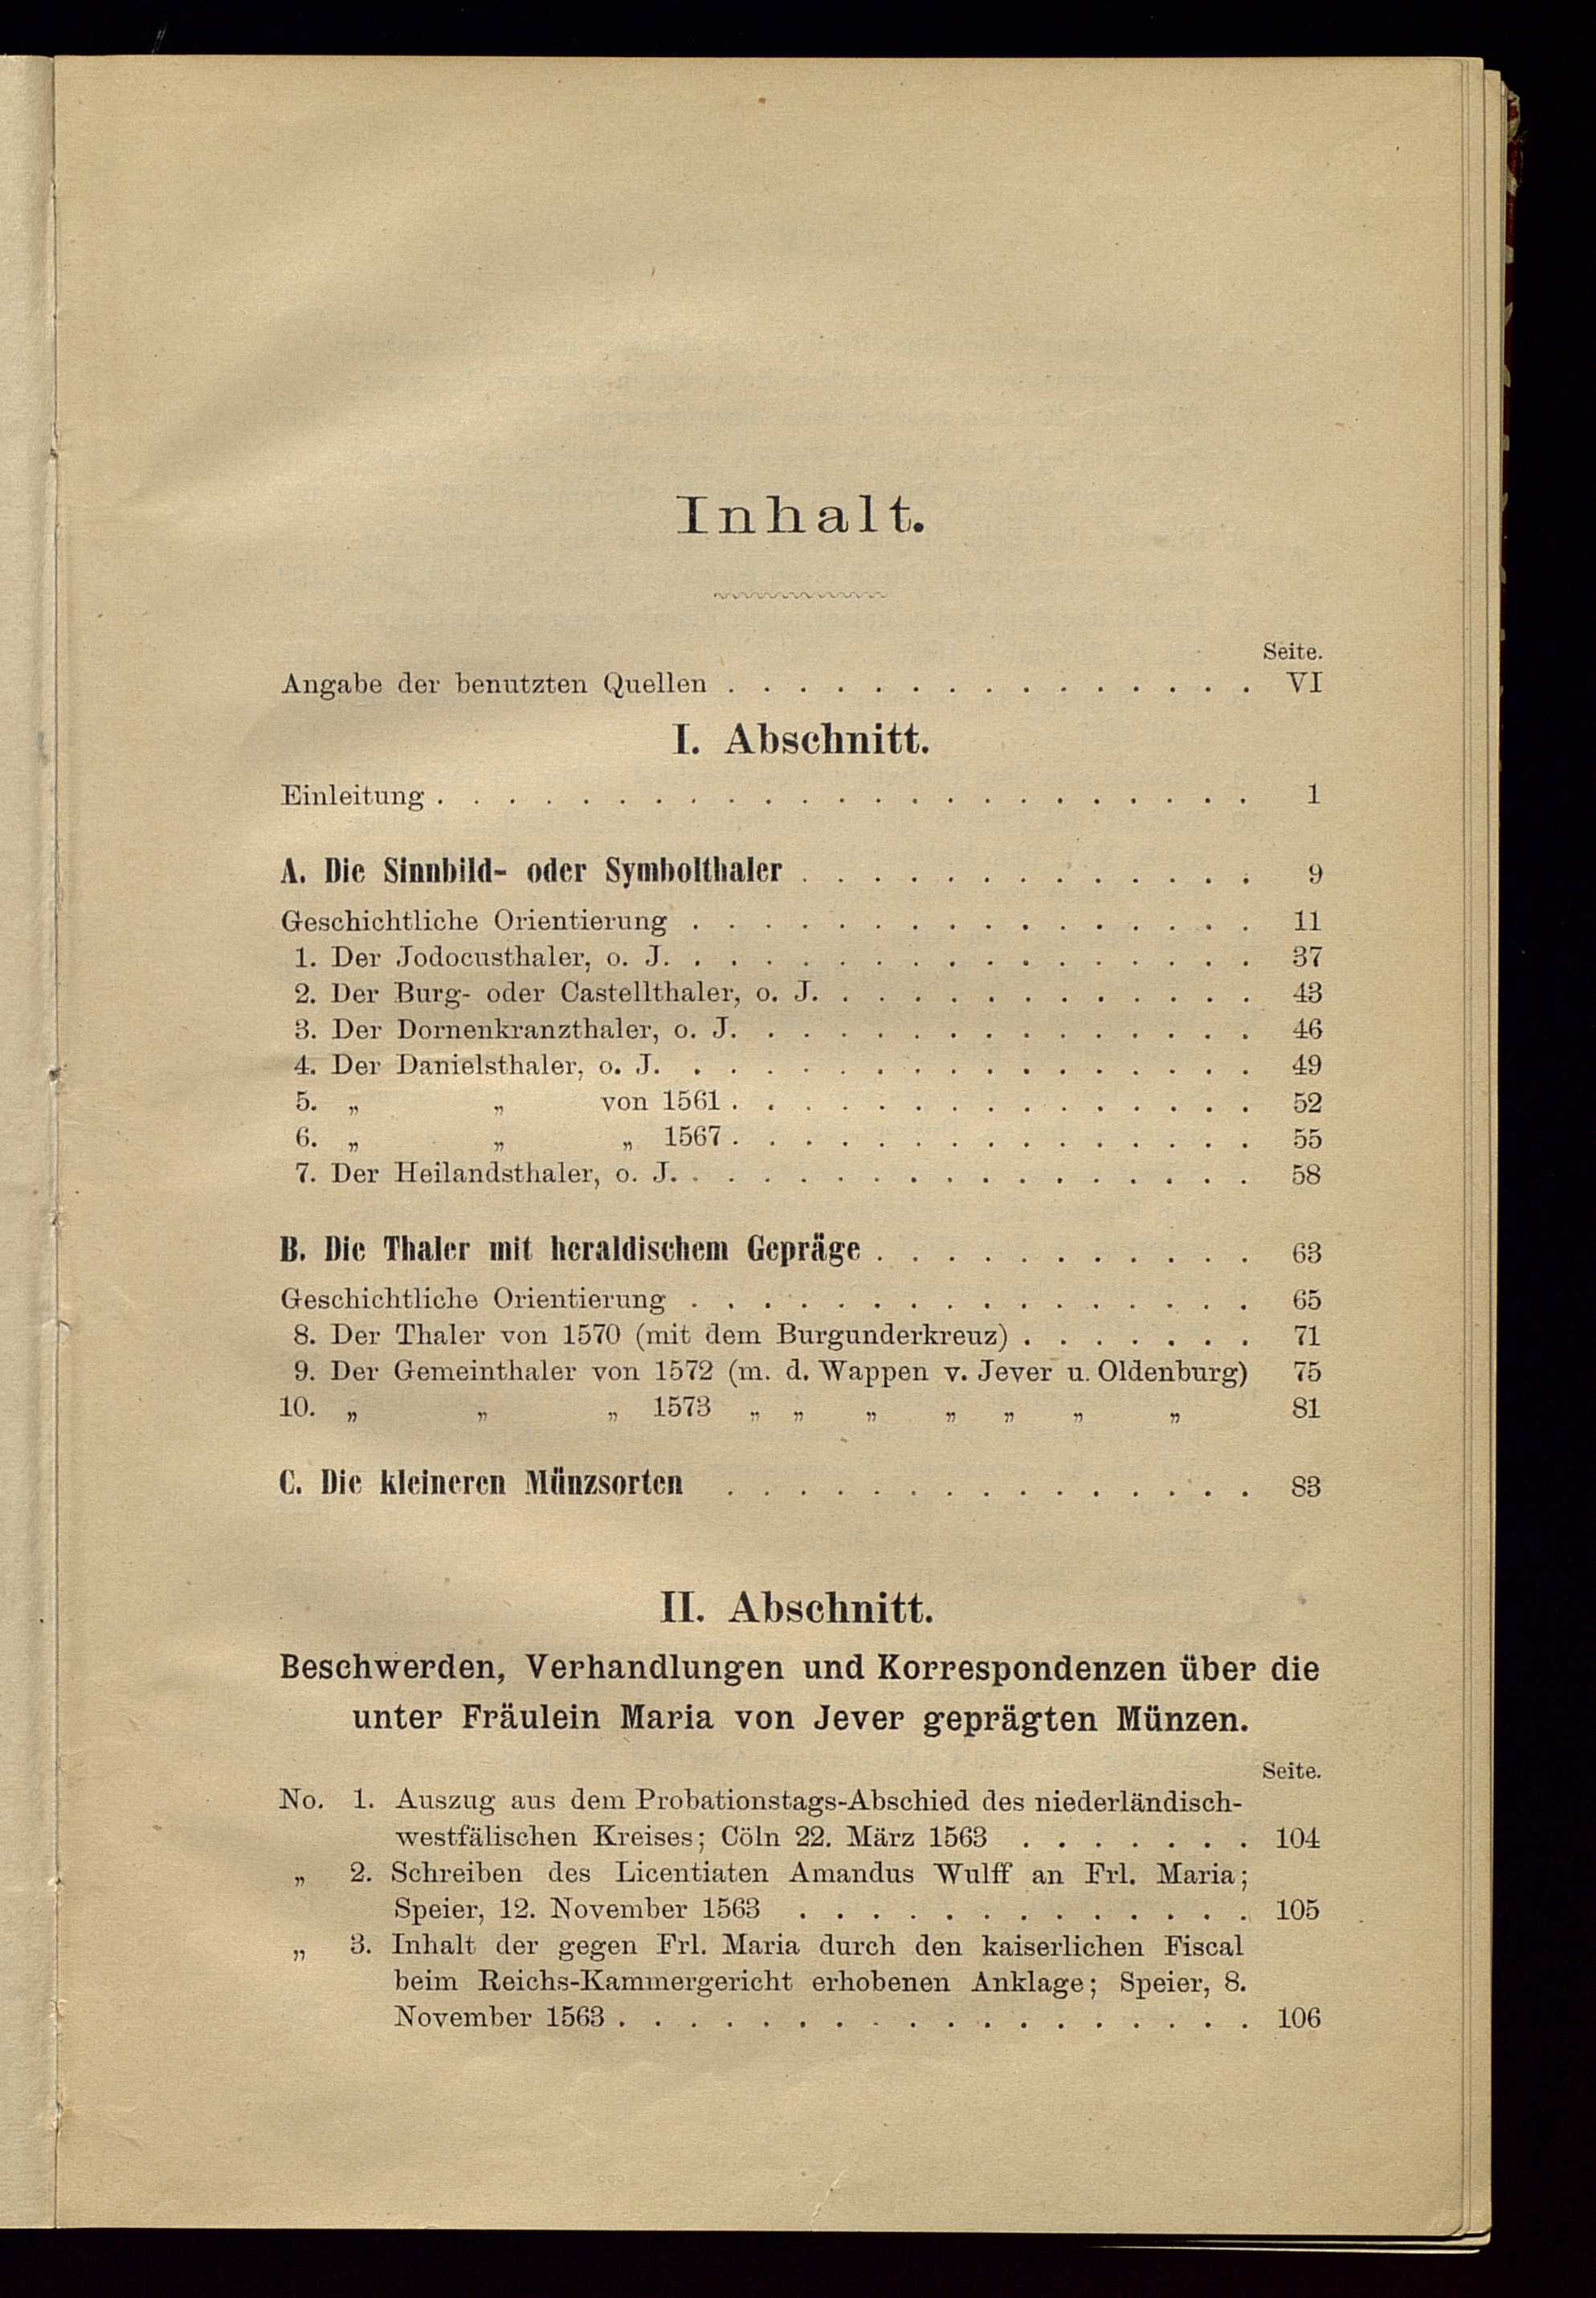 Inhalt.
Seite.
Angabe der benutzten Quellen . . . . . . . . . . . . . . . VI
I. Abschnitt.
Einleitung . . . . . . . . . . . . . . . . . . . . . . . 1
A. Die Sinnbild- oder Symbolthaler . . . . . . . . . . . . . 9
Geschichtliche Orientierung . . . . . . . . . . . . . . . . 11
1. Der Jodocusthaler, o. J. . . . . . . . . . . . . . . . . 37
2. Der Burg- oder Castellthaler, o. J. . . . . . . . . . . . . 43
3. Der Dornenkranzthaler, o. J. . . . . . . . . . . . . . . 46
4. Der Danielsthaler, o. J. . . . . . . . . . . . . . . . . 49
5. „ „ von 1561 . . . . . . . . . . . . . . . 52
6. „ „ „ 1567 . . . . . . . . . . . . . . . 55
7. Der Heilandsthaler, o. J. . . . . . . . . . . . . . . . . 58
B. Die Thaler mit heraldischem Gepräge . . . . . . . . . . . 63
Geschichtliche Orientierung . . . . . . . . . . . . . . . . 65
8. Der Thaler von 1570 (mit dem Burgunderkreuz) . . . . . . . 71
9. Der Gemeinthaler von 1572 (m. d. Wappen v. Jever u. Oldenburg) 75
10. „ „ „ 1573 „ „ „ „ „ „ „ 81
C. Die kleineren Münzsorten . . . . . . . . . . . . . . . 83
II. Abschnitt.
Beschwerden, Verhandlungen und Korrespondenzen über die
unter Fräulein Maria von Jever geprägten Münzen.
Seite.
No. 1. Auszug aus dem Probationstags-Abschied des niederländisch-
westfälischen Kreises; Cöln 22. März 1563 . . . . . . . 104
„ 2. Schreiben des Licentiaten Amandus Wulff an Frl. Maria;
Speier, 12. November 1563 . . . . . . . . . . . . . 105
„ 3. Inhalt der gegen Frl. Maria durch den kaiserlichen Fiscal
beim Reichs-Kammergericht erhobenen Anklage; Speier, 8.
November 1563 . . . . . . . . . . . . . . . . . . 106